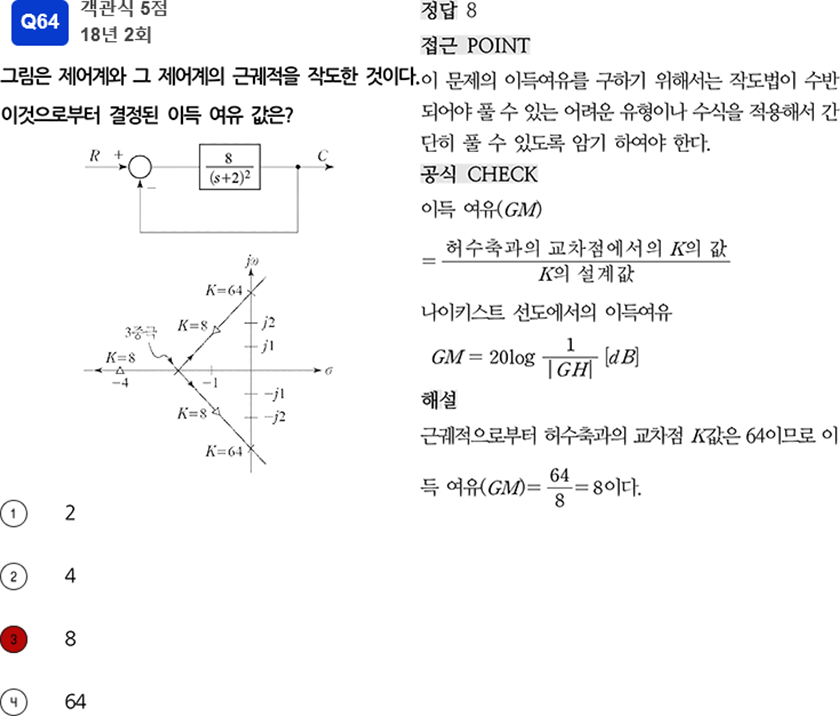 Q64
객관식 5점
18년 2회
그림은 제어계와 그 제어계의 근궤적을 작도한 것이다.
이것으로부터 결정된 이득 여유 값은?
R + 8 C
(s+2)²
−
jω
K=64
K=8 j2
3중극 j1
K=8
−4 −1 σ
−j1
K=8 −j2
K=64
① 2
② 4
③ 8
④ 64
정답 8
접근 POINT
이 문제의 이득여유를 구하기 위해서는 작도법이 수반
되어야 풀 수 있는 어려운 유형이나 수식을 적용해서 간
단히 풀 수 있도록 암기 하여야 한다.
공식 CHECK
이득 여유(GM)
= 허수축과의 교차점에서의 K의 값
K의 설계값
나이키스트 선도에서의 이득여유
GM = 20log 1/|GH| [dB]
해설
근궤적으로부터 허수축과의 교차점 K값은 64이므로 이
득 여유(GM)= 64/8 = 8이다.